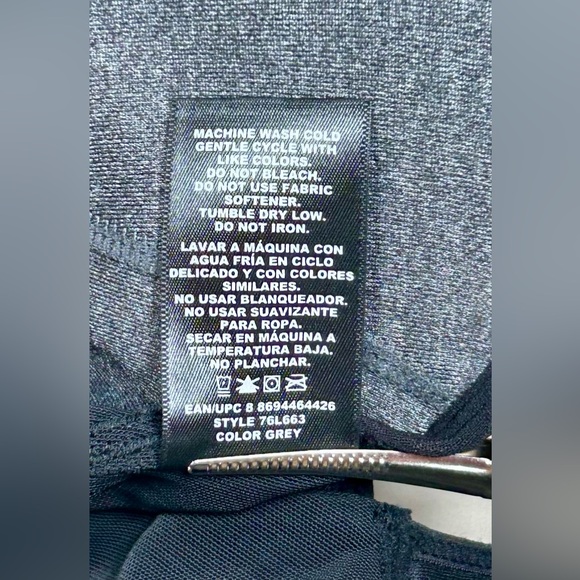 MACHINE WASH COLD
GENTLE CYCLE WITH
LIKE COLORS.
DO NOT BLEACH.
DO NOT USE FABRIC
SOFTENER.
TUMBLE DRY LOW.
DO NOT IRON.
LAVAR A MÁQUINA CON
AGUA FRÍA EN CICLO
DELICADO Y CON COLORES
SIMILARES.
NO USAR BLANQUEADOR.
NO USAR SUAVIZANTE
PARA ROPA.
SECAR EN MÁQUINA A
TEMPERATURA BAJA.
NO PLANCHAR.
EAN/UPC 8 8694464426
STYLE 76L663
COLOR GREY